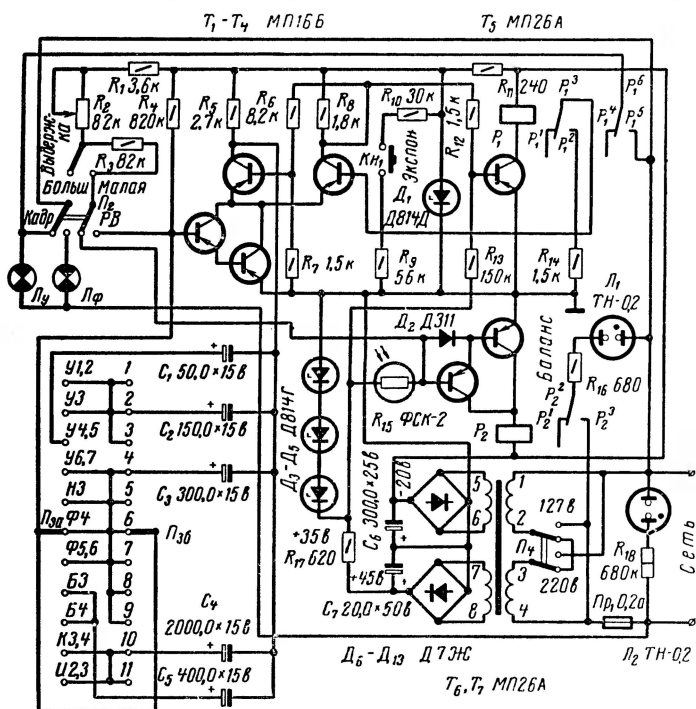 Т₁-Т₄ МП16Б
Т₅ МП26А
R₁ 3,6к
R₂ 82к
R₄ 820к
R₅ 2,7к
R₆ 8,2к
R₈ 1,8к
R₁₀ 30к
R₁₂ 1,5к
R₁₁ 240
P₁
P₁³
P₁¹
P₁²
P₁⁴
P₁⁶
P₁⁵
Выдержка
R₃ 82к
Больш
Малая
Кадр
П₂
РВ
Кн₁
Экспон
Д₁ Д814Д
Лу
Лф
R₇ 1,5к
R₉ 56к
R₁₃ 150к
R₁₄ 1,5к
Л₁ ТН-0,2
Д₂ Д311
Баланс
R₁₆ 680
P₂²
P₂¹
P₂³
R₁₅ ФСК-2
P₂
У1,2 1
У3 2
У4,5 3
У6,7 4
Н3 5
П₃а Ф4 6 П₃б
Ф5,6 7
Б3 8
Б4 9
К3,4 10
И2,3 11
+ С₁ 50,0×15в
+ С₂ 150,0×15в
+ С₃ 300,0×15в
+ С₄ 2000,0×15в
+ С₅ 400,0×15в
Д₃-Д₅ Д814Г
+35в
R₁₇ 620
+45в
С₆ 300,0×25в
-20в
+
С₇ 20,0×50в
+
5
6
7
8
1
2
3
4
127в
П₄
220в
R₁₈ 680к
Сеть
Пр₁ 0,2а
Д₆-Д₁₃ Д7Ж
Л₂ ТН-0,2
Т₆, Т₇ МП26А